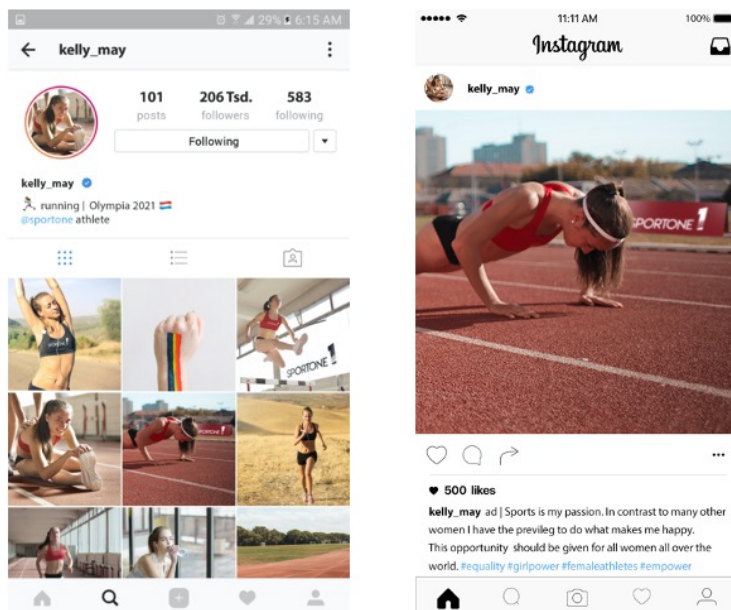 29% 6:15 AM
kelly_may
101 206 Tsd. 583
posts followers following
Following
kelly_may
running | Olympia 2021
@sportone athlete
SPORTONE 1
11:11 AM 100%
Instagram
kelly_may
SPORTONE 1
500 likes
kelly_may ad | Sports is my passion. In contrast to many other
women I have the previleg to do what makes me happy.
This opportunity should be given for all women all over the
world. #equality #girlpower #femaleathletes #empower